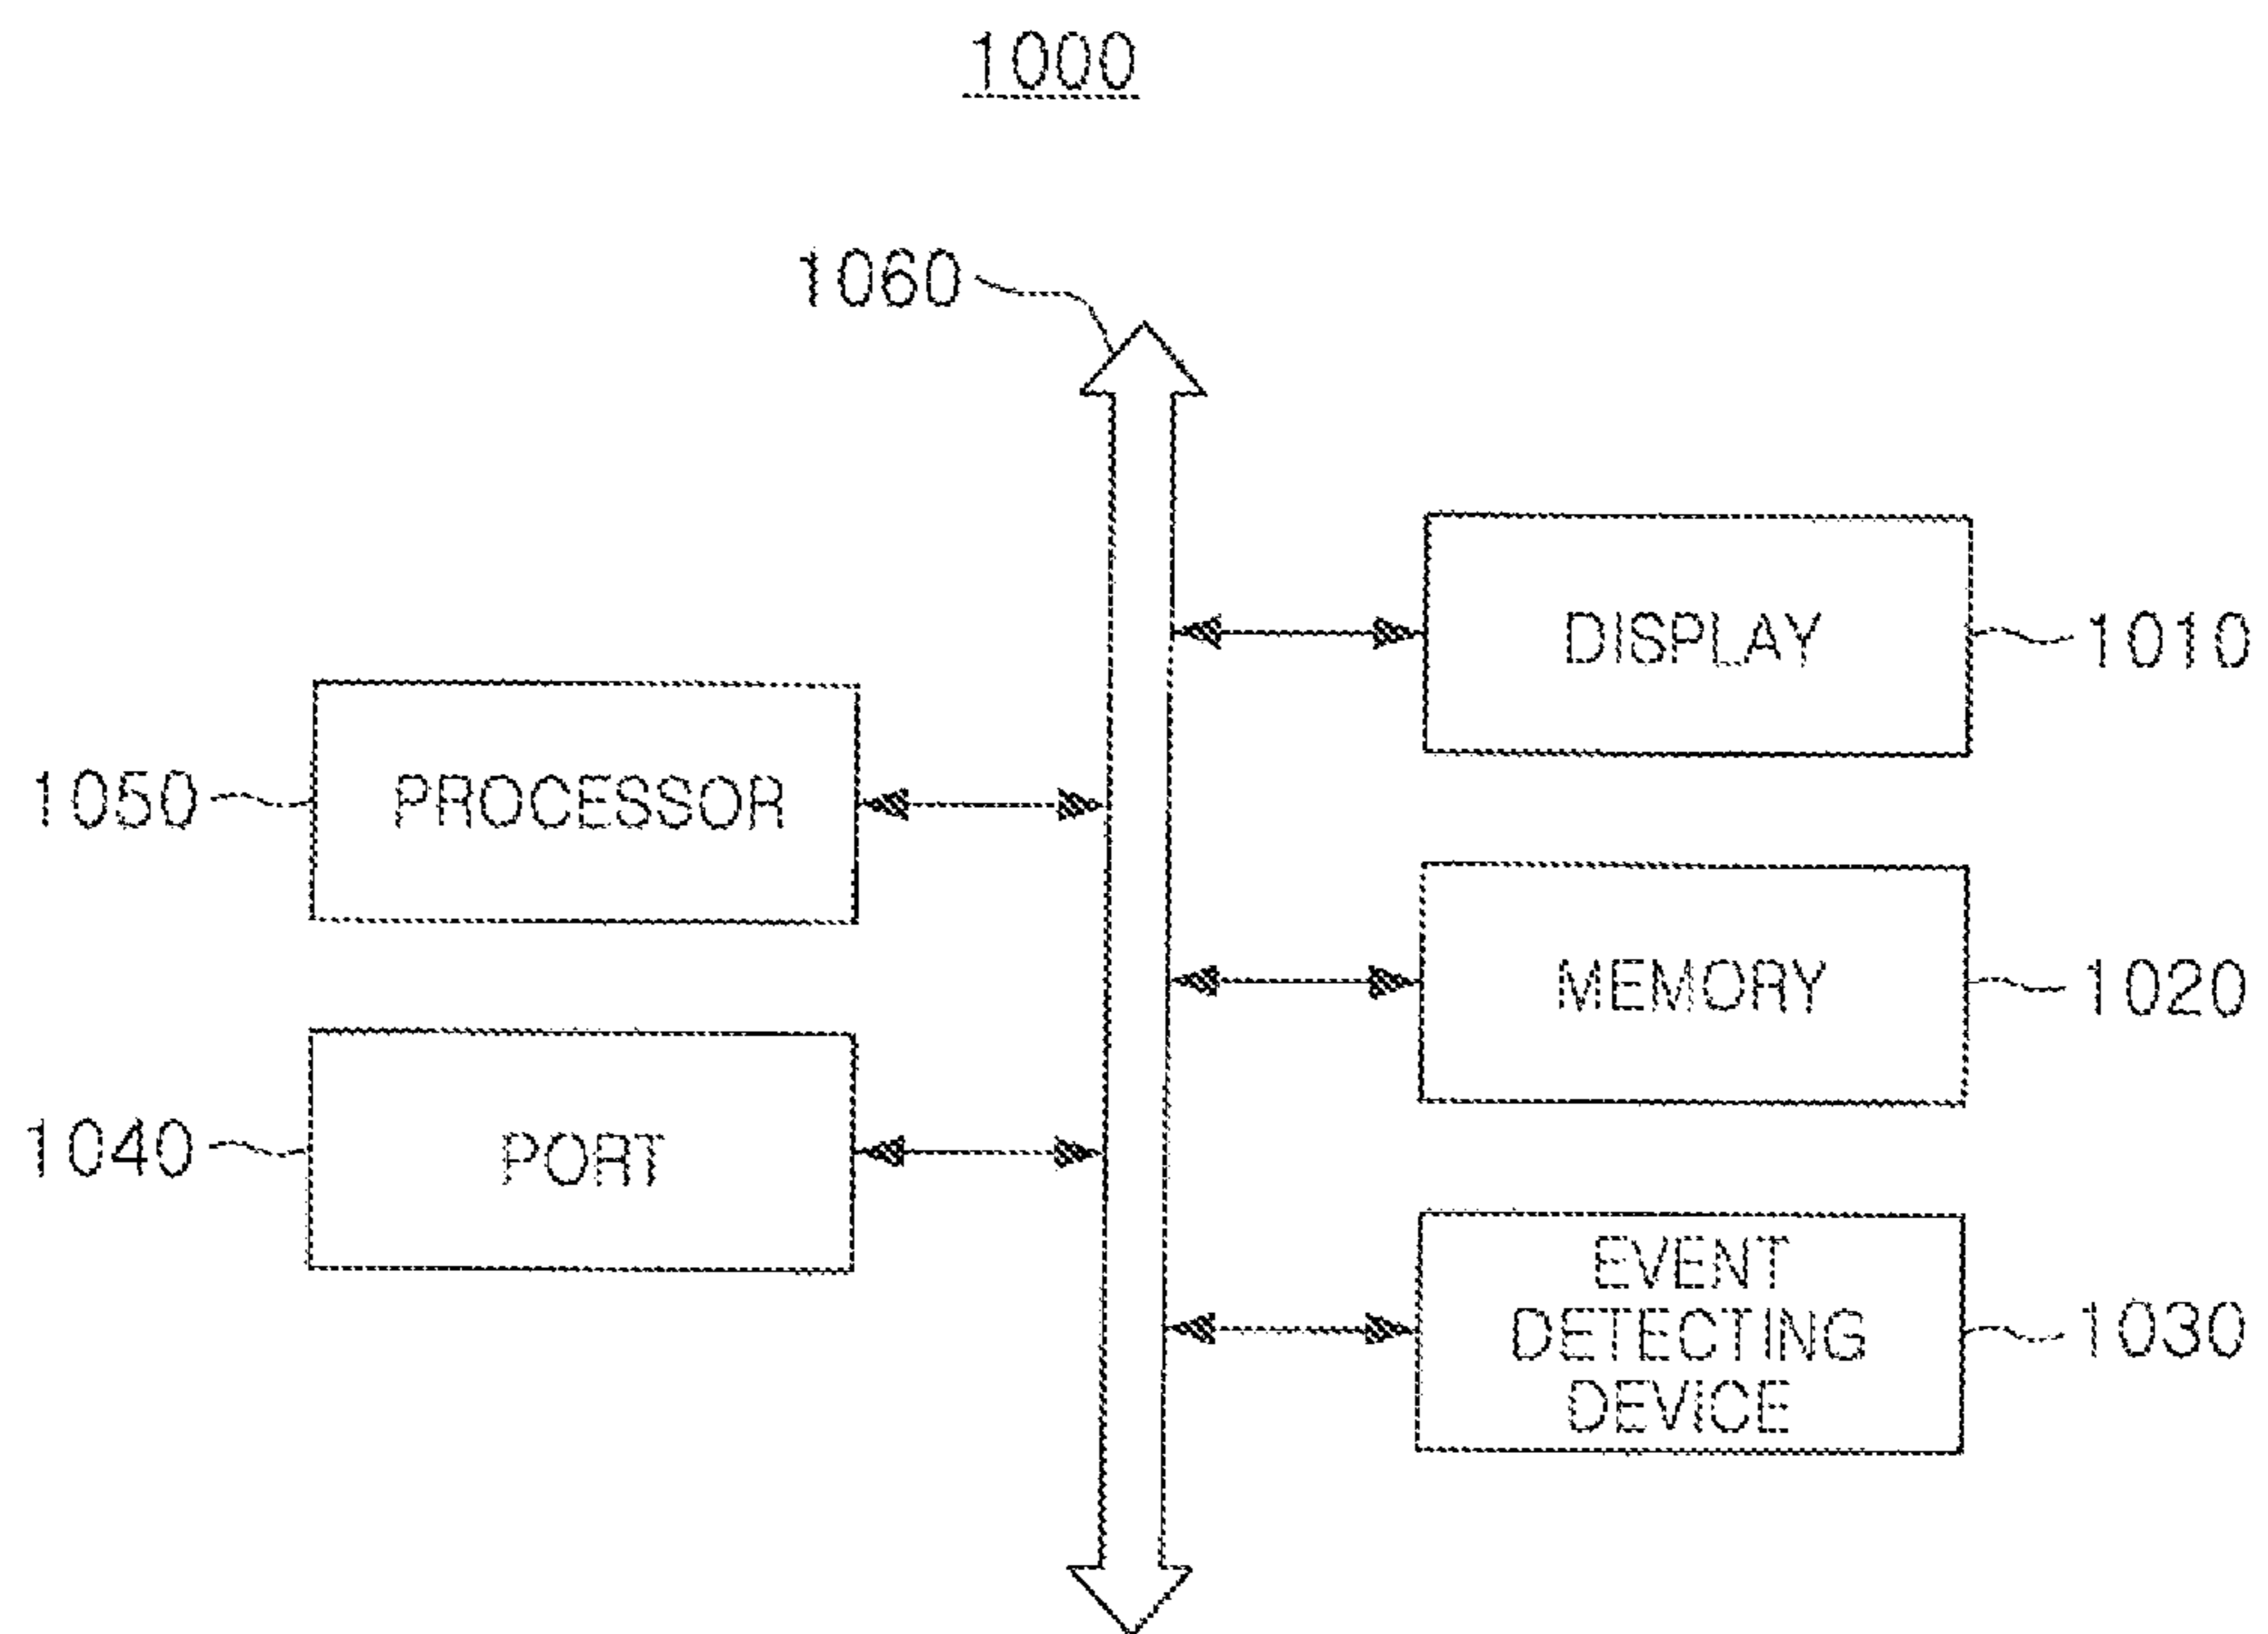 1000
1060
DISPLAY
1010
1050
PROCESSOR
MEMORY
1020
1040
PORT
EVENT
DETECTING
DEVICE
1030